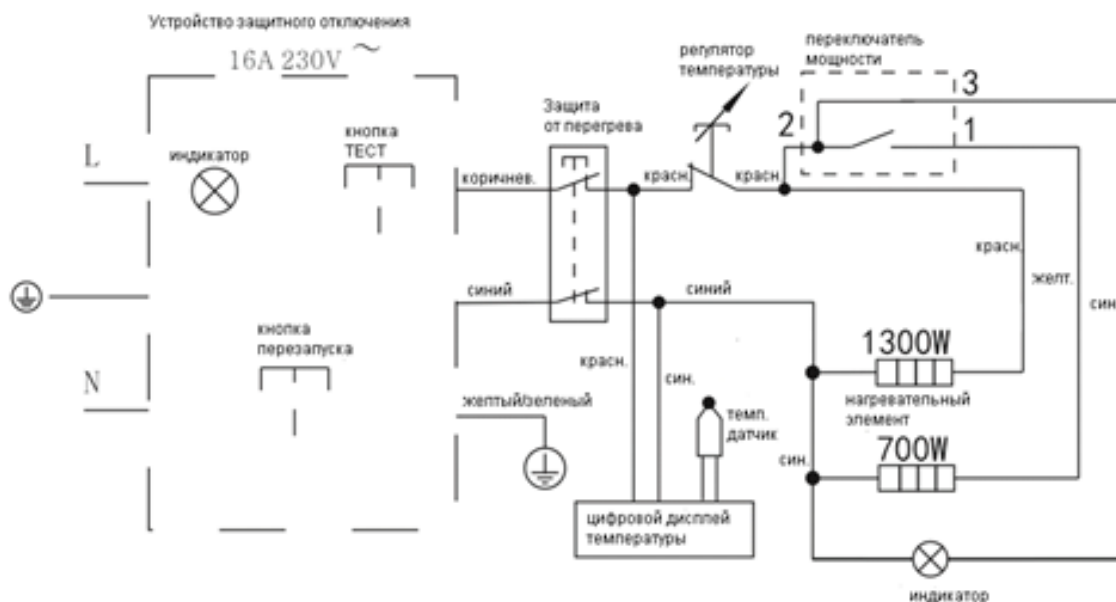 Устройство защитного отключения
16A 230V ~
L
индикатор
кнопка
ТЕСТ
N
кнопка
перезапуска
коричнев.
синий
желтый/зеленый
Защита
от перегрева
красн.
регулятор
температуры
красн.
синий
красн.
син.
темп.
датчик
цифровой дисплей
температуры
переключатель
мощности
2
3
1
красн.
желт.
син.
1300W
нагревательный
элемент
700W
син.
индикатор